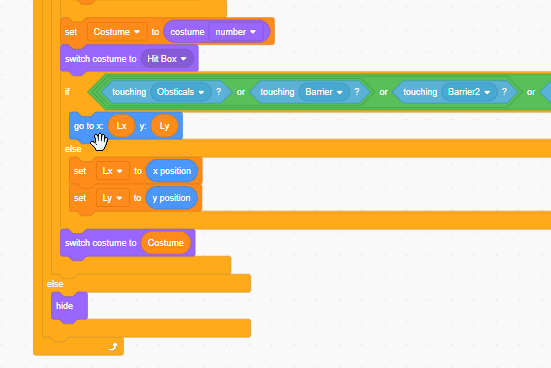 set Costume to costume number
switch costume to Hit Box
if touching Obsticals ? or touching Barrier ? or touching Barrier2 ? or
go to x: Lx y: Ly
else
set Lx to x position
set Ly to y position
switch costume to Costume
else
hide